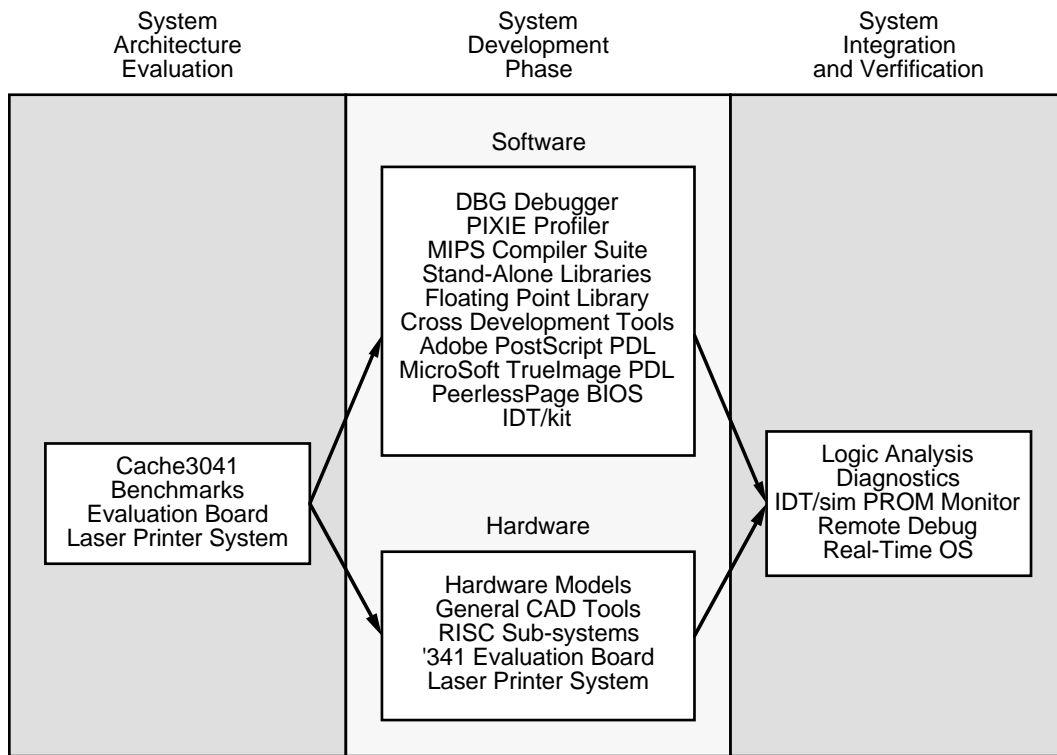 System
Architecture
Evaluation
System
Development
Phase
System
Integration
and Verfification
Software
DBG Debugger
PIXIE Profiler
MIPS Compiler Suite
Stand-Alone Libraries
Floating Point Library
Cross Development Tools
Adobe PostScript PDL
MicroSoft TrueImage PDL
PeerlessPage BIOS
IDT/kit
Cache3041
Benchmarks
Evaluation Board
Laser Printer System
Hardware
Hardware Models
General CAD Tools
RISC Sub-systems
'341 Evaluation Board
Laser Printer System
Logic Analysis
Diagnostics
IDT/sim PROM Monitor
Remote Debug
Real-Time OS